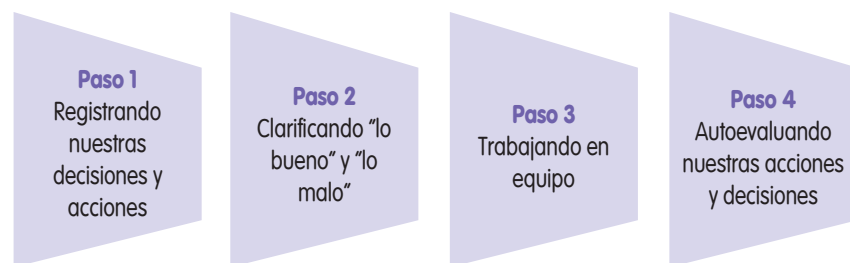 Paso 1
Registrando
nuestras
decisiones y
acciones
Paso 2
Clarificando “lo
bueno” y “lo
malo”
Paso 3
Trabajando en
equipo
Paso 4
Autoevaluando
nuestras acciones
y decisiones